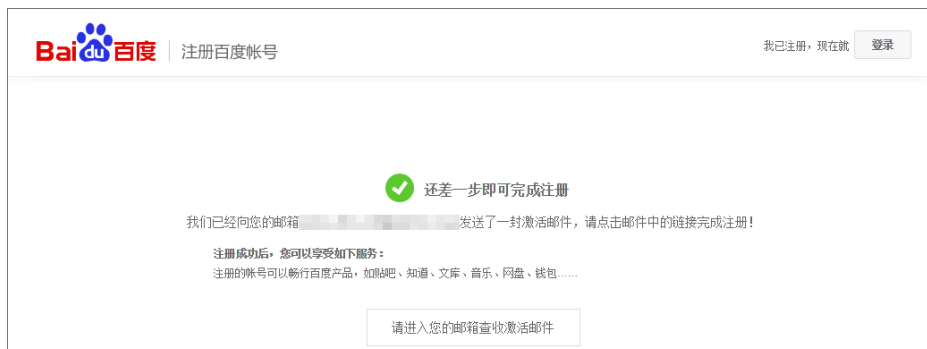 Bai du 百度 注册百度帐号
我已注册，现在就 登录
还差一步即可完成注册
我们已经向您的邮箱发送了一封激活邮件，请点击邮件中的链接完成注册！
注册成功后，您可以享受如下服务：
注册的帐号可以畅行百度产品，如贴吧、知道、文库、音乐、网盘、钱包……
请进入您的邮箱查收激活邮件